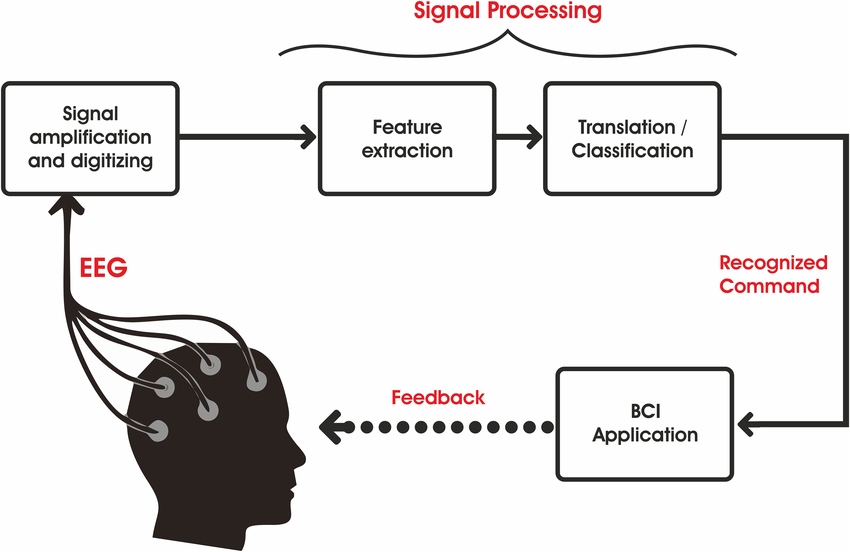 Signal Processing
Signal
amplification
and digitizing
Feature
extraction
Translation /
Classification
EEG
Recognized
Command
Feedback
BCI
Application